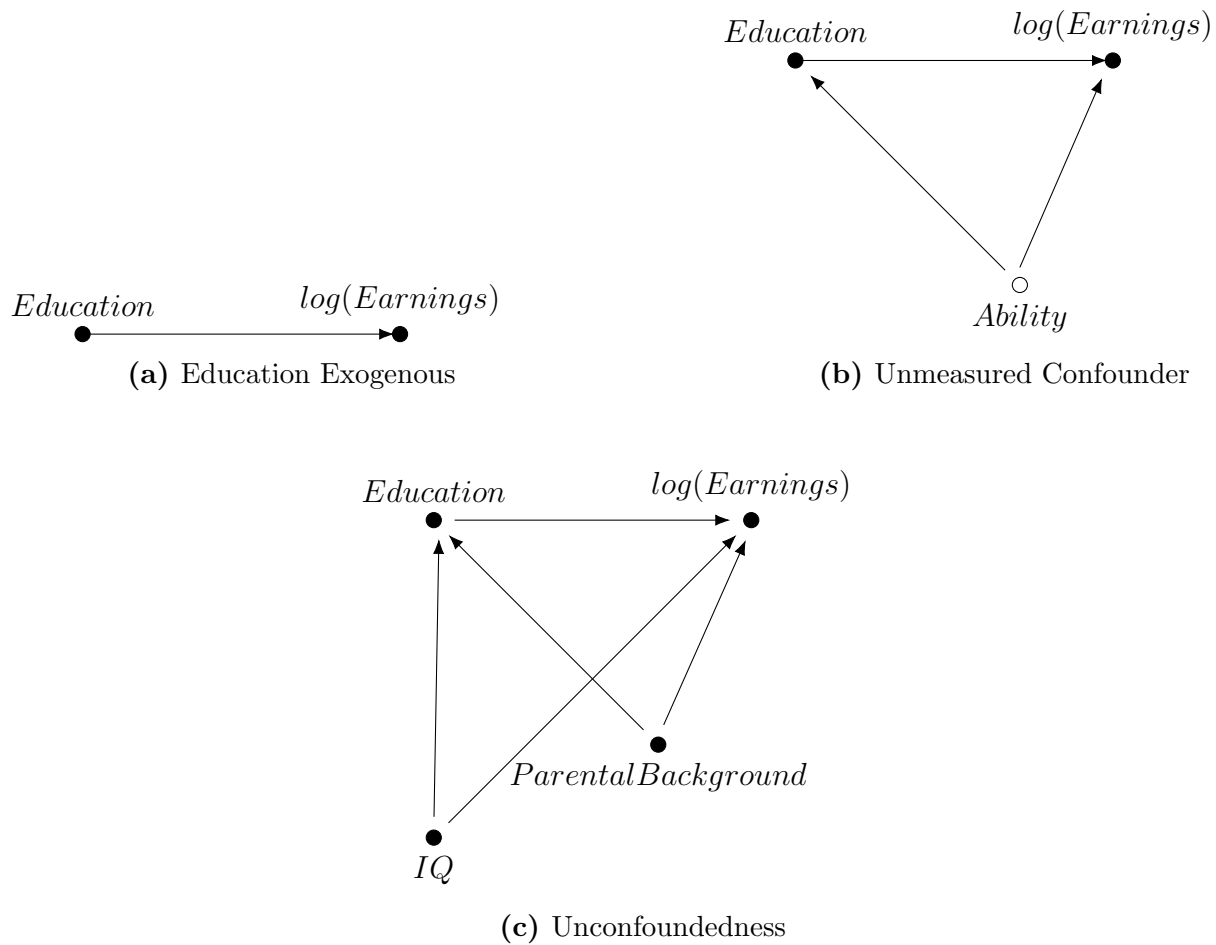 Education
log(Earnings)
Ability
(b) Unmeasured Confounder
Education
log(Earnings)
(a) Education Exogenous
Education
log(Earnings)
ParentalBackground
IQ
(c) Unconfoundedness